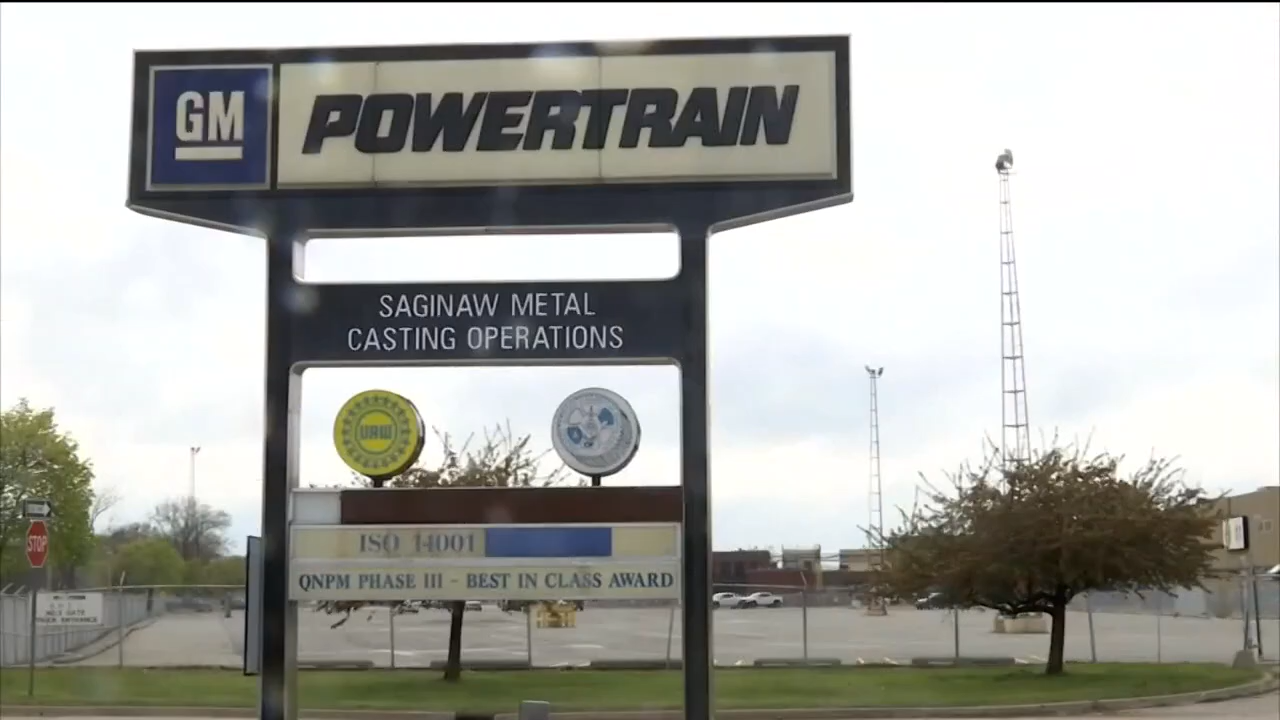 GM
POWERTRAIN
SAGINAW METAL
CASTING OPERATIONS
UAW
ISO 14001
QNPM PHASE III - BEST IN CLASS AWARD
STOP